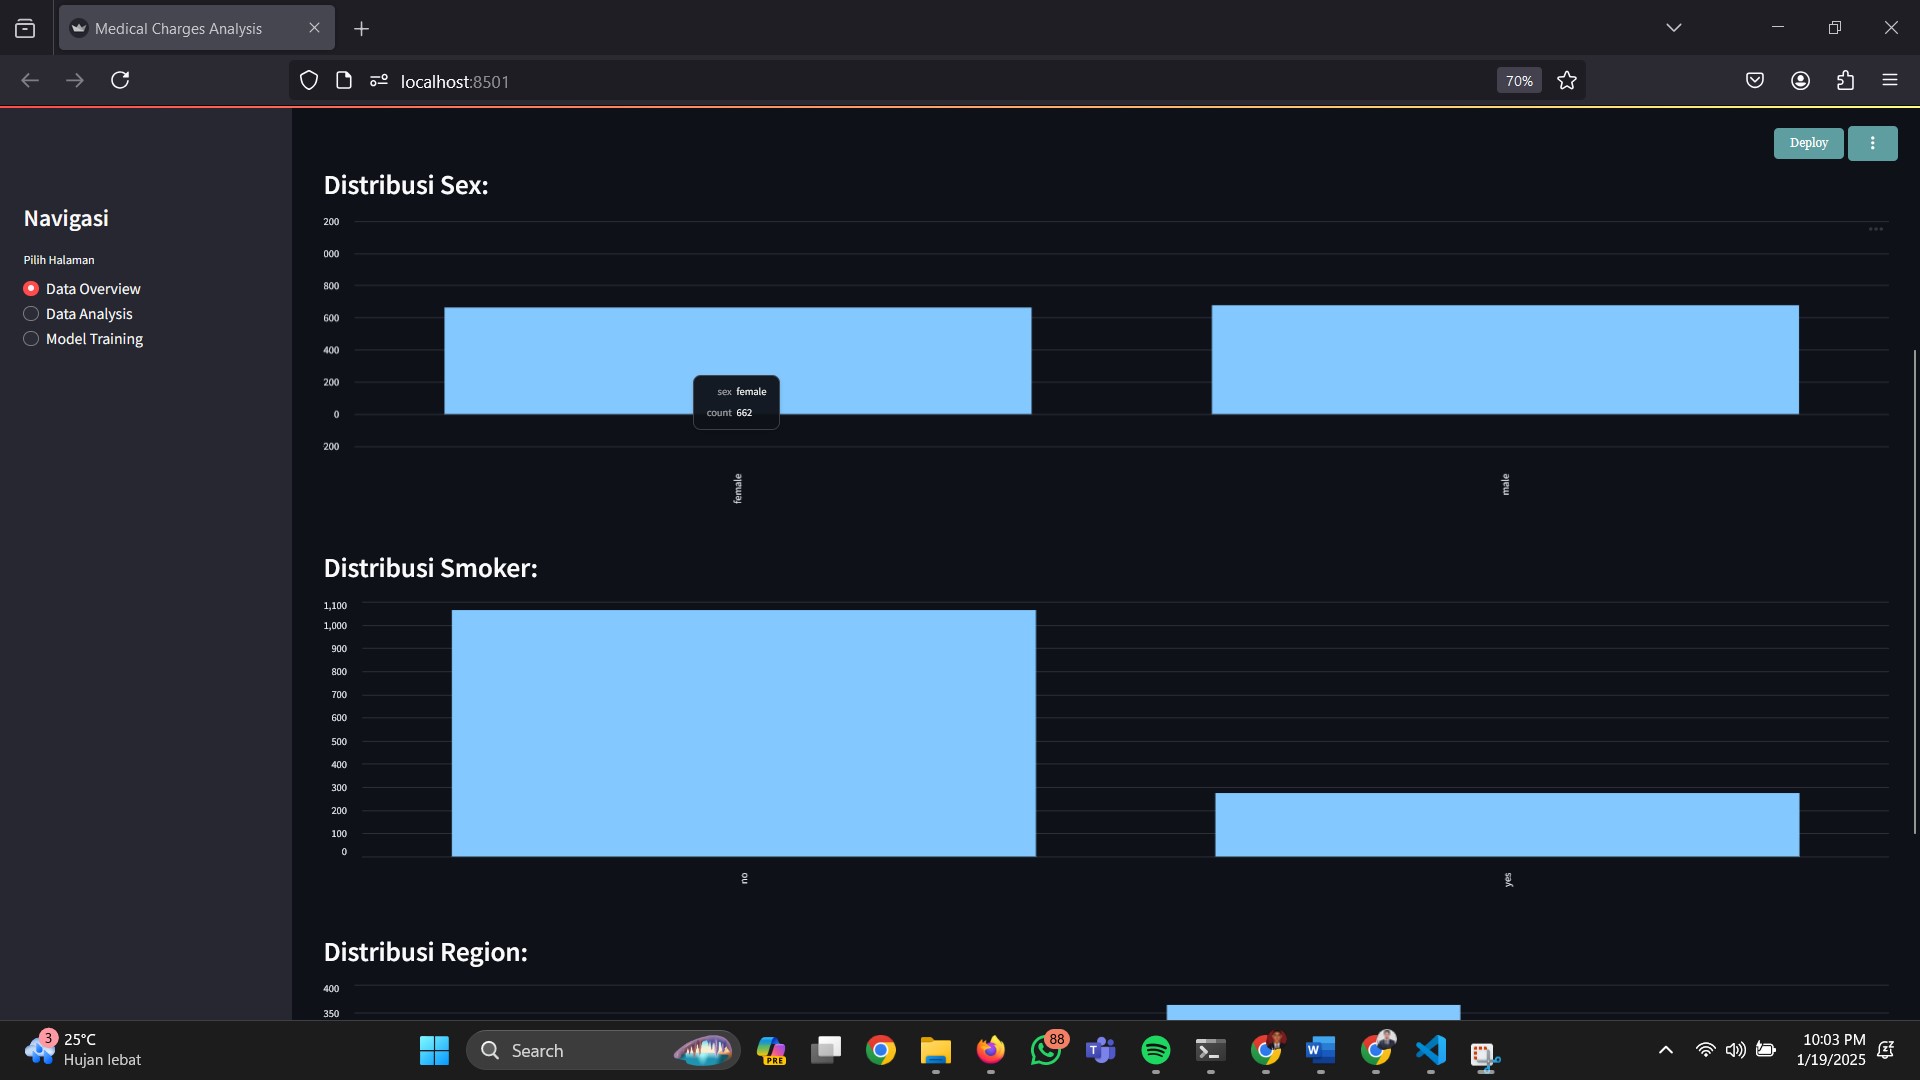 Medical Charges Analysis
localhost:8501
70%
Deploy
Navigasi
Pilih Halaman
Data Overview
Data Analysis
Model Training
Distribusi Sex:
200
000
800
600
400
200
0
200
sex female
count 662
female
male
Distribusi Smoker:
1,100
1,000
900
800
700
600
500
400
300
200
100
0
no
yes
Distribusi Region:
400
350
3
25°C
Hujan lebat
Search
PRE
88
10:03 PM
1/19/2025